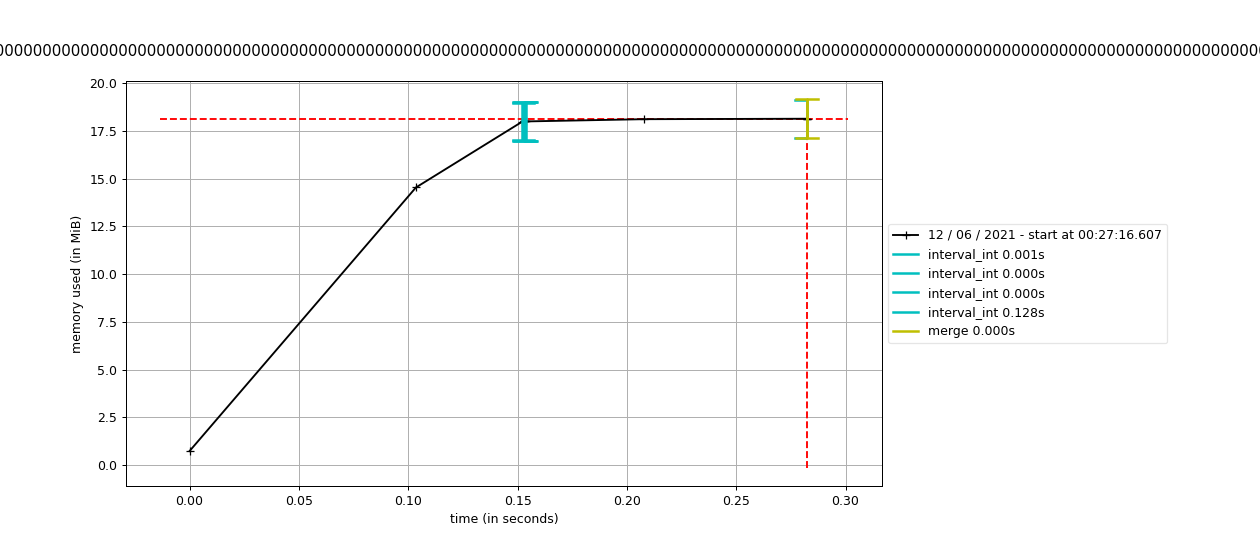 20.0
17.5
15.0
12.5
10.0
7.5
5.0
2.5
0.0
memory used (in MiB)
0.00 0.05 0.10 0.15 0.20 0.25 0.30
time (in seconds)
12 / 06 / 2021 - start at 00:27:16.607
interval_int 0.001s
interval_int 0.000s
interval_int 0.000s
interval_int 0.128s
merge 0.000s